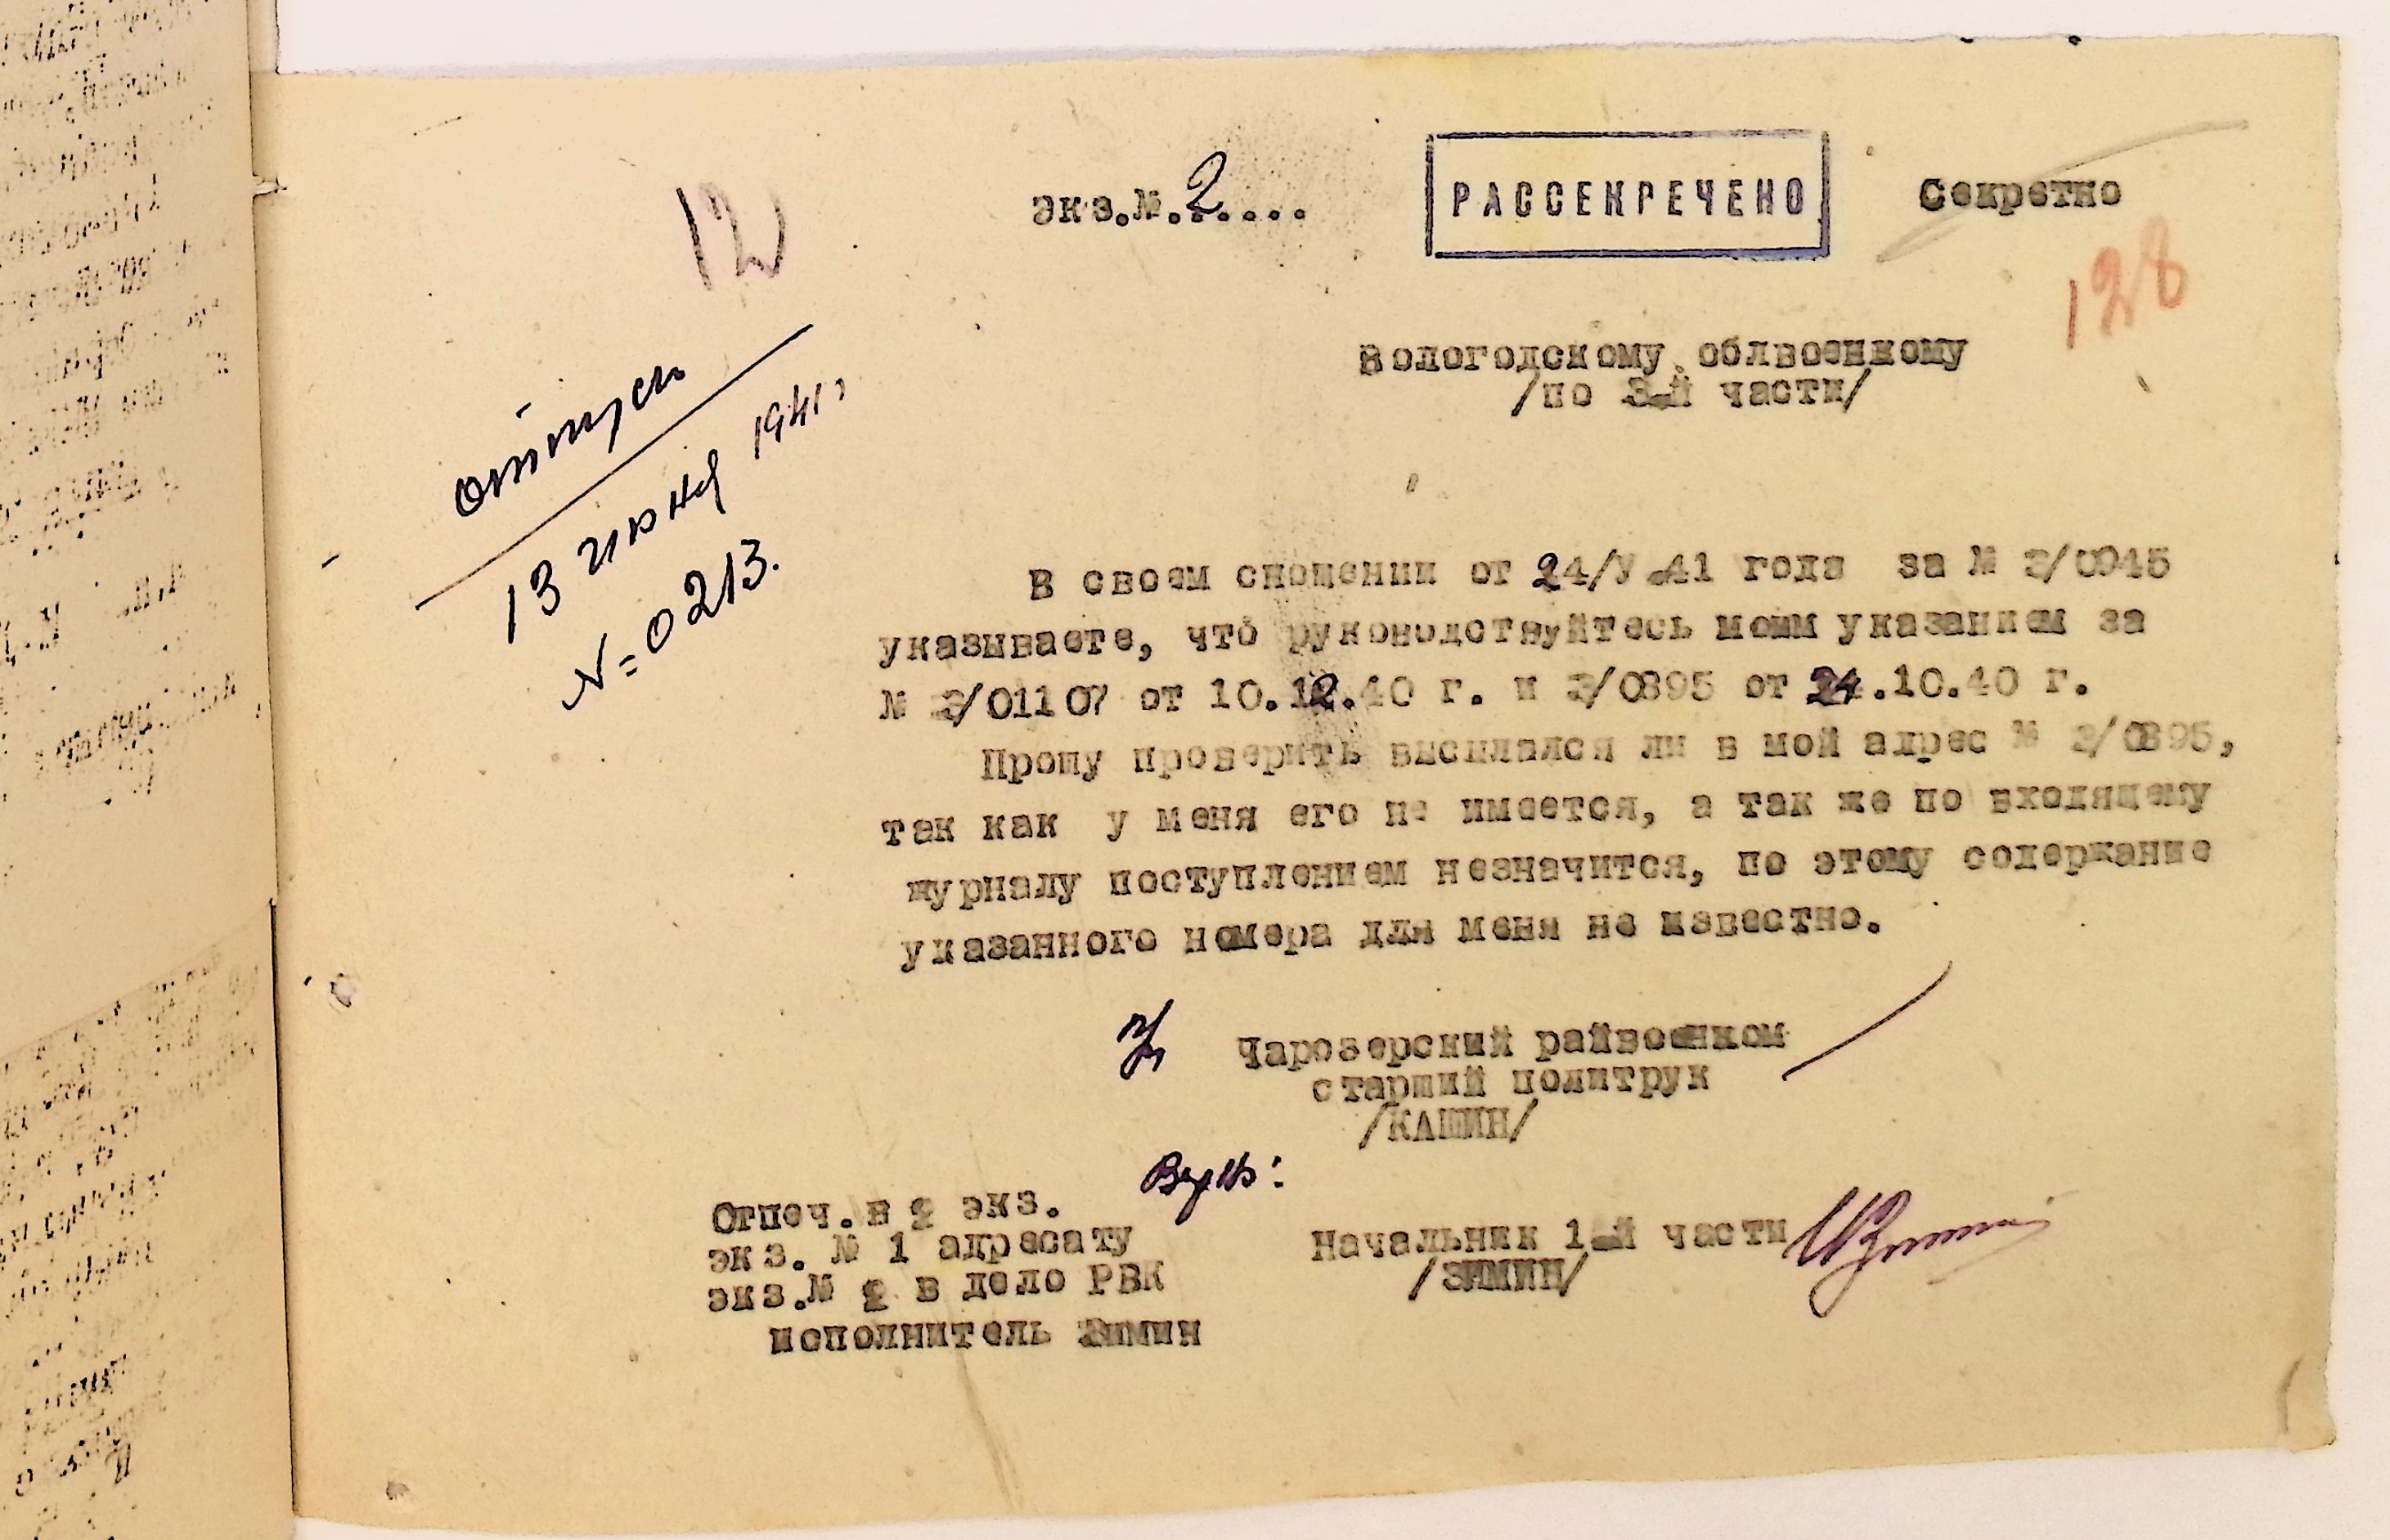 12
экз.№.2.....
РАССЕКРЕЧЕНО
Секретно
128
Вологодскому облвоенкому
/по 3-й части/
отпуск
13 июня 1941г
N=0213.
В своем сношении от 24/У-41 года за № 3/0945
указываете, что руководствуйтесь моим указанием за
№ 3/01107 от 10.12.40 г. и 3/0895 от 24.10.40 г.
Прошу проверить высылался ли в мой адрес № 3/0895,
так как у меня его не имеется, а так же по входящему
журналу поступлением незначится, по этому содержание
указанного номера для меня не известно.
Чарозерский райвоенком
старший политрук
/КАШИН/
Верно:
Отпеч. в 2 экз.
экз. № 1 адресату
экз.№ 2 в дело РВК
исполнитель Зимин
Начальник 1-й части
/ЗИМИН/